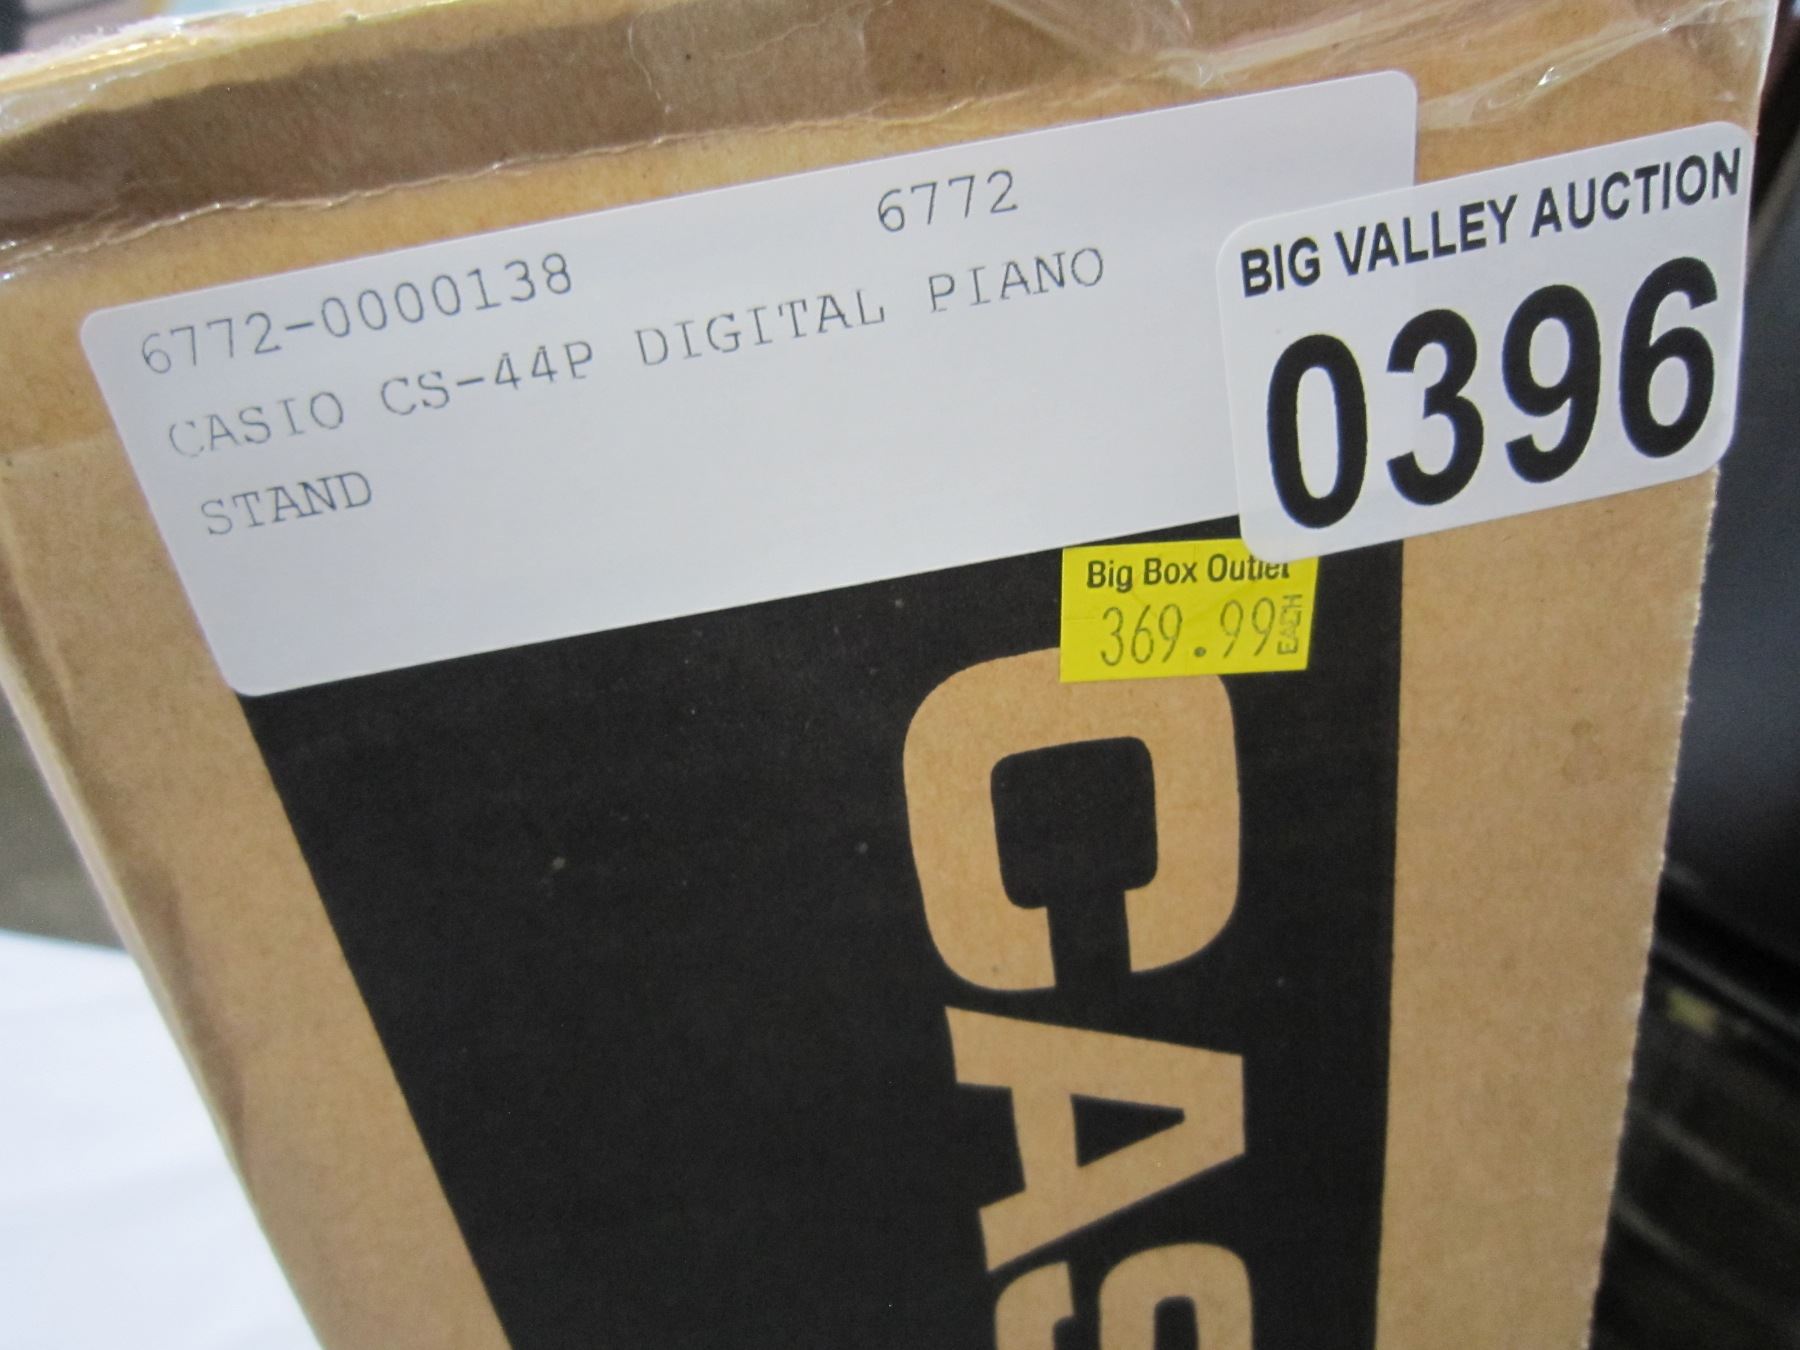 6772-0000138 6772
CASIO CS-44P DIGITAL PIANO
STAND
BIG VALLEY AUCTION
0396
Big Box Outlet
369.99 EACH
CAS